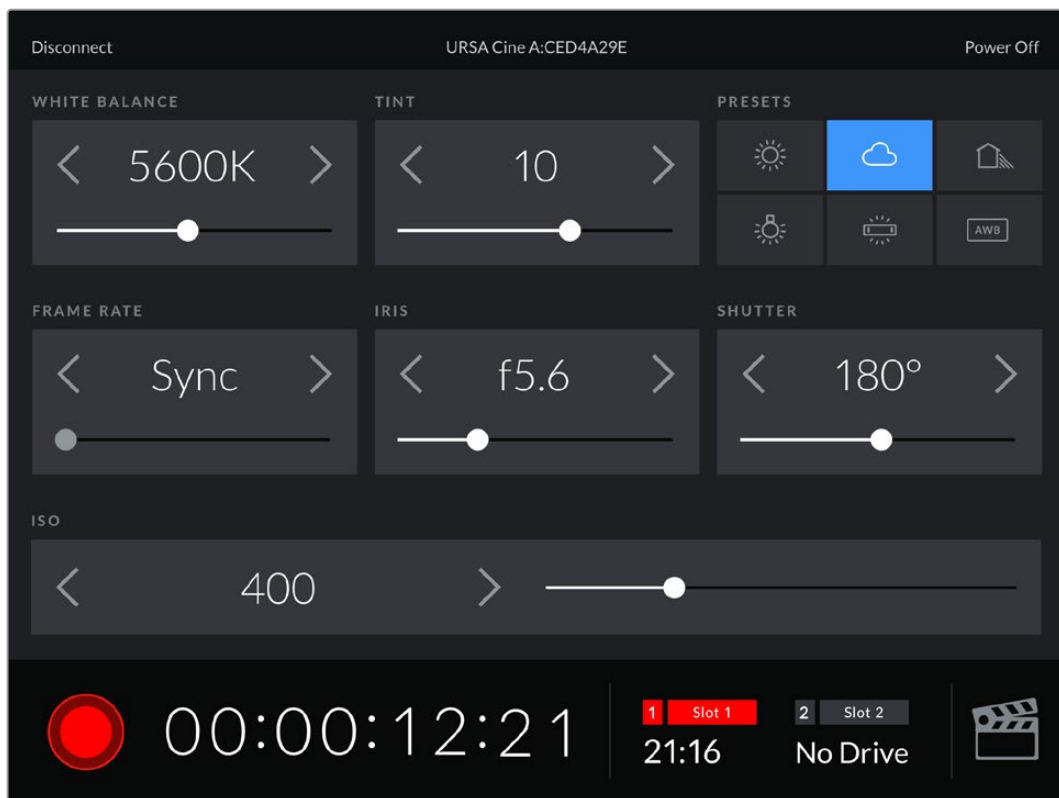 Disconnect URSA Cine A:CED4A29E Power Off
WHITE BALANCE TINT PRESETS
5600K 10
AWB
FRAME RATE IRIS SHUTTER
Sync f5.6 180°
ISO
400
00:00:12:21
1 Slot 1 2 Slot 2
21:16 No Drive